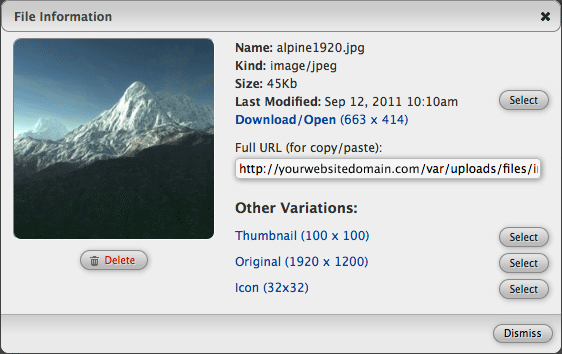 File Information
Name: alpine1920.jpg
Kind: image/jpeg
Size: 45Kb
Last Modified: Sep 12, 2011 10:10am
Select
Download/Open (663 x 414)
Full URL (for copy/paste):
http://yourwebsitedomain.com/var/uploads/files/i
Other Variations:
Thumbnail (100 x 100)
Select
Delete
Original (1920 x 1200)
Select
Icon (32x32)
Select
Dismiss